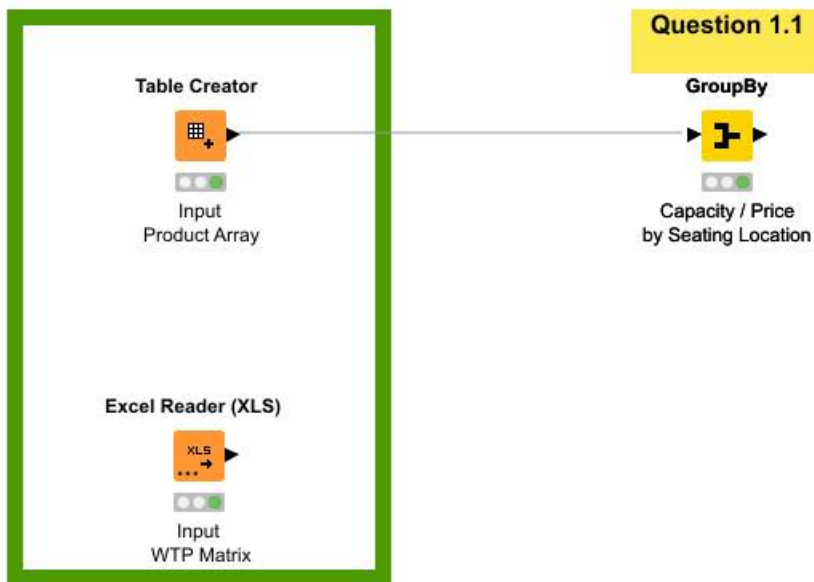 Question 1.1
Table Creator
GroupBy
Input
Product Array
Capacity / Price
by Seating Location
Excel Reader (XLS)
XLS
Input
WTP Matrix